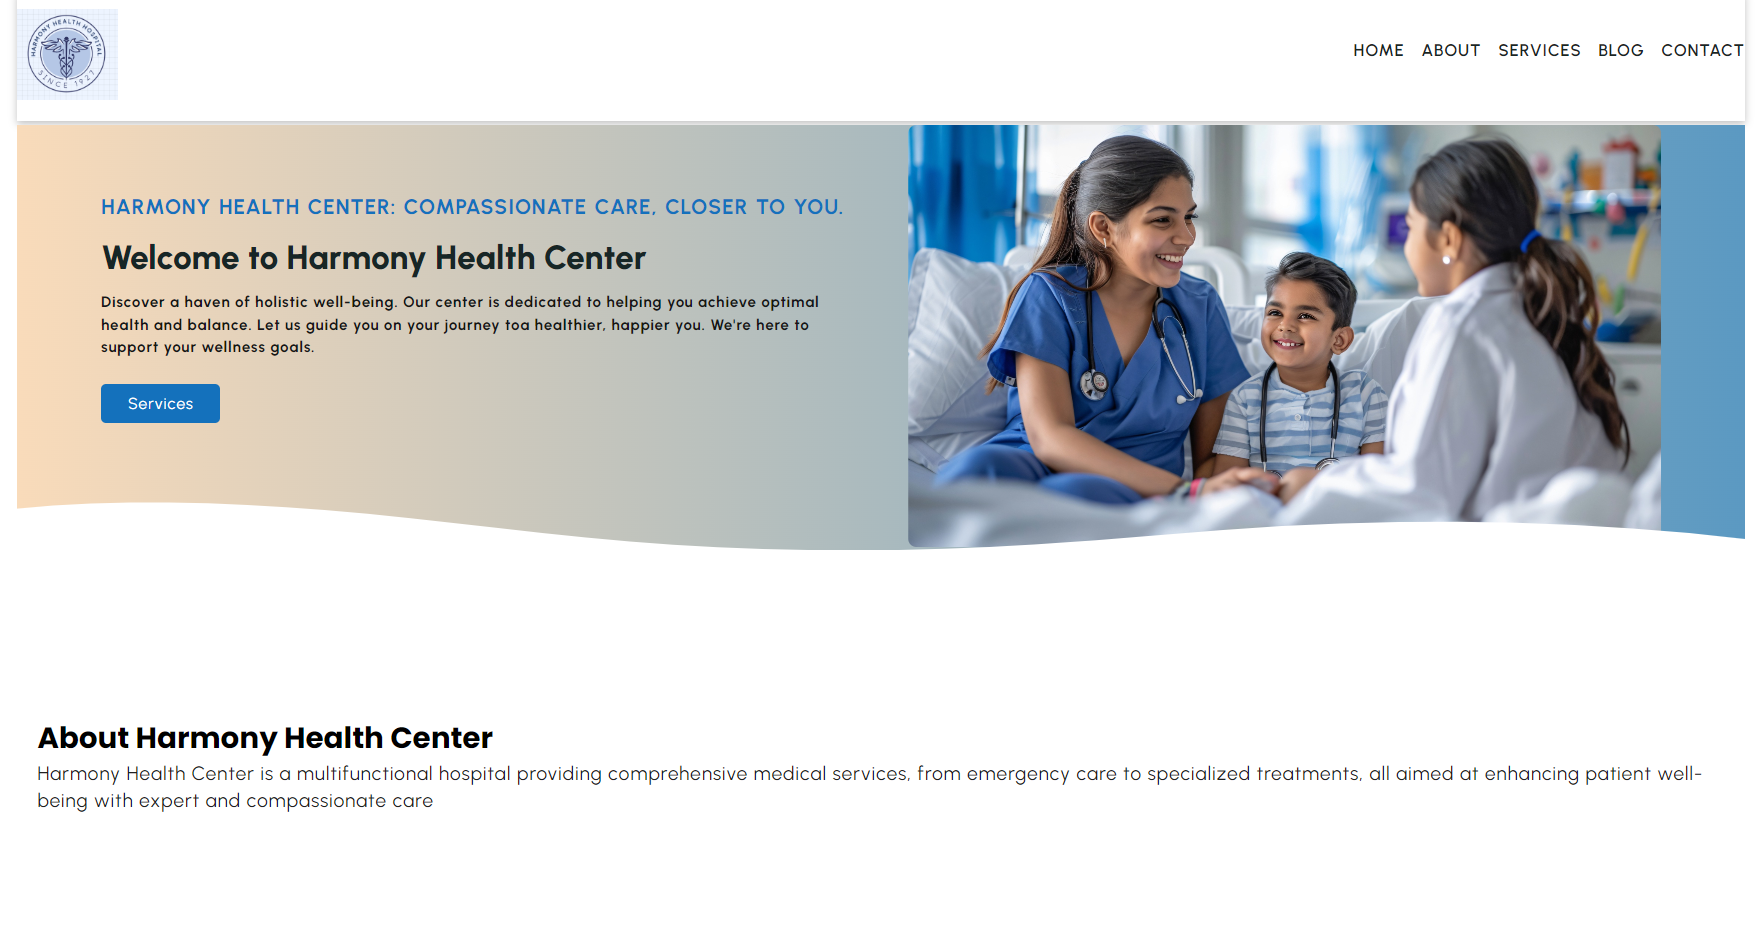 HARMONY HEALTH HOSPITAL
SINCE 1927
HOME ABOUT SERVICES BLOG CONTACT
HARMONY HEALTH CENTER: COMPASSIONATE CARE, CLOSER TO YOU.
Welcome to Harmony Health Center
Discover a haven of holistic well-being. Our center is dedicated to helping you achieve optimal
health and balance. Let us guide you on your journey toa healthier, happier you. We're here to
support your wellness goals.
Services
About Harmony Health Center
Harmony Health Center is a multifunctional hospital providing comprehensive medical services, from emergency care to specialized treatments, all aimed at enhancing patient well-
being with expert and compassionate care